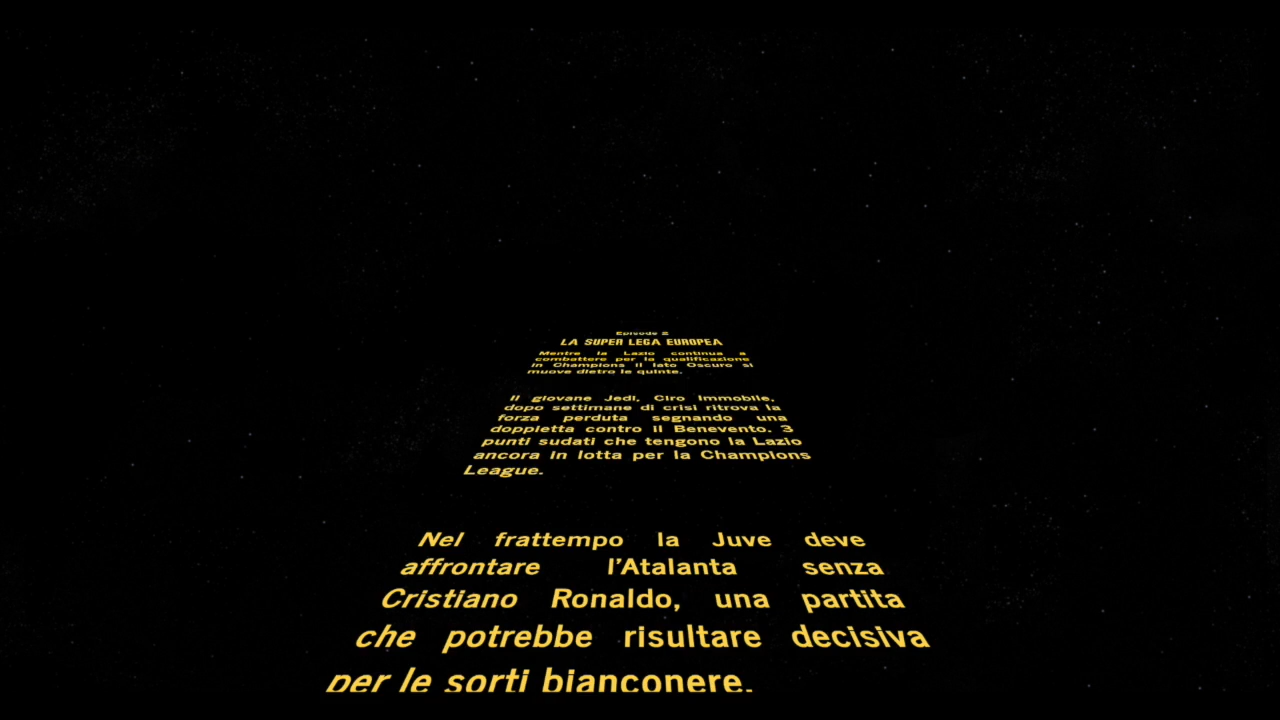 Episode 2
LA SUPER LEGA EUROPEA
Mentre la Lazio continua a
combattere per la qualificazione
in Champions il lato Oscuro si
muove dietro le quinte.
Il giovane Jedi, Ciro Immobile,
dopo settimane di crisi ritrova la
forza perduta segnando una
doppietta contro il Benevento. 3
punti sudati che tengono la Lazio
ancora in lotta per la Champions
League.
Nel frattempo la Juve deve
affrontare l'Atalanta senza
Cristiano Ronaldo, una partita
che potrebbe risultare decisiva
per le sorti bianconere.